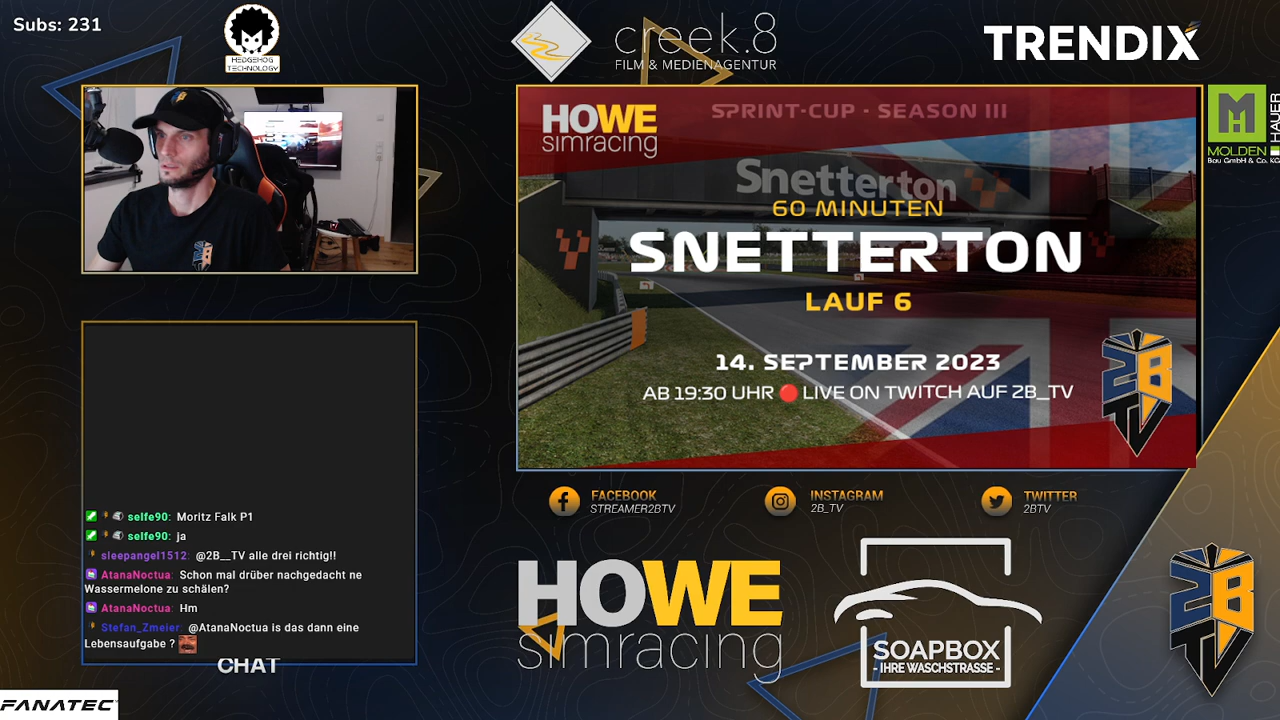 Subs: 231
HEDGEHOG
TECHNOLOGY
creek.8
FILM & MEDIENAGENTUR
TRENDIX
HOWE
simracing
SPRINT-CUP - SEASON III
Snetterton
60 MINUTEN
SNETTERTON
LAUF 6
14. SEPTEMBER 2023
AB 19:30 UHR 🔴 LIVE ON TWITCH AUF 2B_TV
2B
TV
MOLDEN
HAUER
Bau GmbH & Co. KG
selfe90: Moritz Falk P1
selfe90: ja
sleepangel1512: @2B__TV alle drei richtig!!
AtanaNoctua: Schon mal drüber nachgedacht ne
Wassermelone zu schälen?
AtanaNoctua: Hm
Stefan_Zmeier: @AtanaNoctua is das dann eine
Lebensaufgabe ?
CHAT
FACEBOOK
STREAMER2BTV
INSTAGRAM
2B_TV
TWITTER
2BTV
HOWE
simracing
SOAPBOX
- IHRE WASCHSTRASSE -
2B
TV
FANATEC